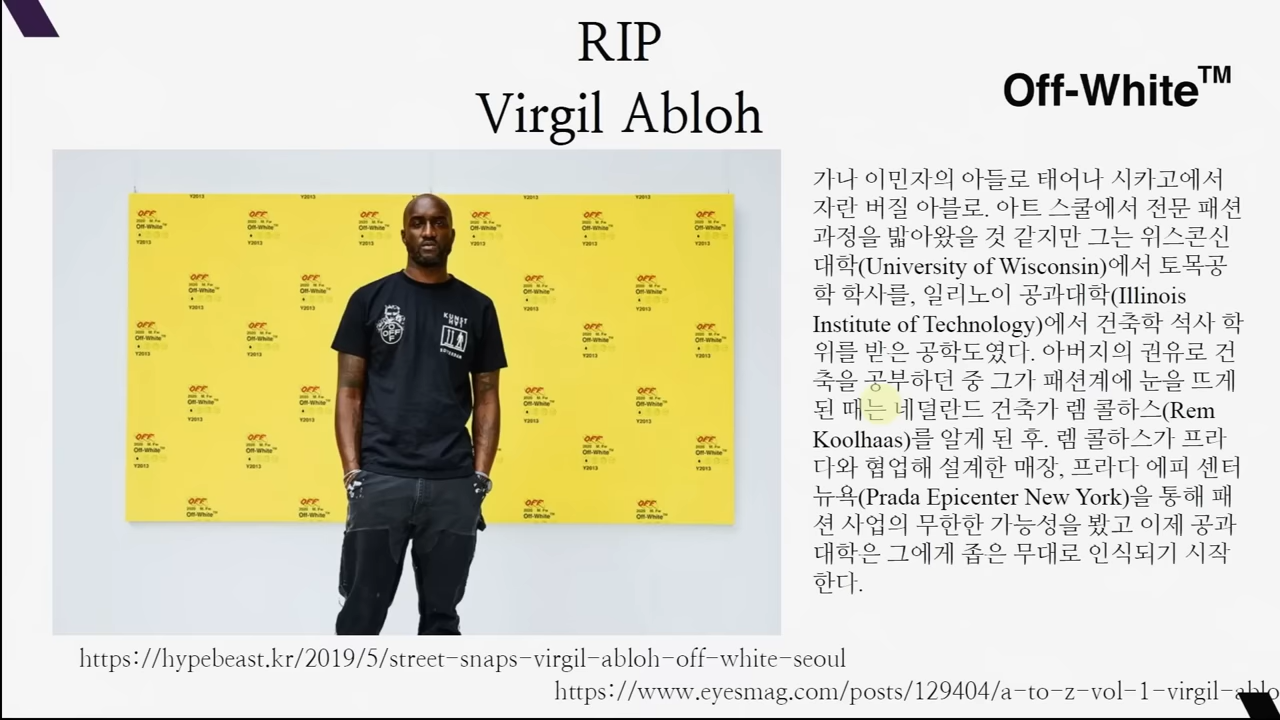 RIP
Virgil Abloh
Off-White™
가나 이민자의 아들로 태어나 시카고에서
자란 버질 아블로. 아트 스쿨에서 전문 패션
과정을 밟아왔을 것 같지만 그는 위스콘신
대학(University of Wisconsin)에서 토목공
학 학사를, 일리노이 공과대학(Illinois
Institute of Technology)에서 건축학 석사 학
위를 받은 공학도였다. 아버지의 권유로 건
축을 공부하던 중 그가 패션계에 눈을 뜨게
된 때는 네덜란드 건축가 렘 콜하스(Rem
Koolhaas)를 알게 된 후. 렘 콜하스가 프라
다와 협업해 설계한 매장, 프라다 에피 센터
뉴욕(Prada Epicenter New York)을 통해 패
션 사업의 무한한 가능성을 봤고 이제 공과
대학은 그에게 좁은 무대로 인식되기 시작
한다.
https://hypebeast.kr/2019/5/street-snaps-virgil-abloh-off-white-seoul
https://www.eyesmag.com/posts/129404/a-to-z-vol-1-virgil-ablo